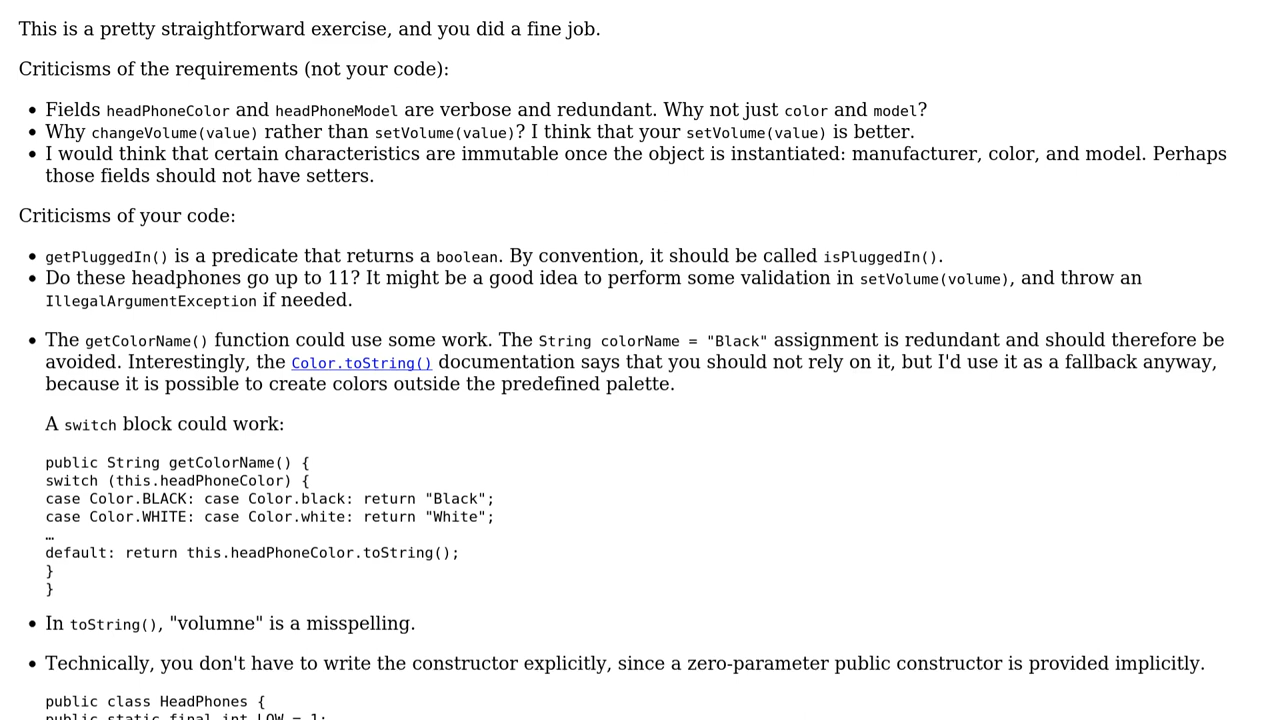 This is a pretty straightforward exercise, and you did a fine job.
Criticisms of the requirements (not your code):
• Fields headPhoneColor and headPhoneModel are verbose and redundant. Why not just color and model?
• Why changeVolume(value) rather than setVolume(value)? I think that your setVolume(value) is better.
• I would think that certain characteristics are immutable once the object is instantiated: manufacturer, color, and model. Perhaps
those fields should not have setters.
Criticisms of your code:
• getPluggedIn() is a predicate that returns a boolean. By convention, it should be called isPluggedIn().
• Do these headphones go up to 11? It might be a good idea to perform some validation in setVolume(volume), and throw an
IllegalArgumentException if needed.
• The getColorName() function could use some work. The String colorName = "Black" assignment is redundant and should therefore be
avoided. Interestingly, the Color.toString() documentation says that you should not rely on it, but I'd use it as a fallback anyway,
because it is possible to create colors outside the predefined palette.
A switch block could work:
public String getColorName() {
switch (this.headPhoneColor) {
case Color.BLACK: case Color.black: return "Black";
case Color.WHITE: case Color.white: return "White";
…
default: return this.headPhoneColor.toString();
}
}
• In toString(), "volumne" is a misspelling.
• Technically, you don't have to write the constructor explicitly, since a zero-parameter public constructor is provided implicitly.
public class HeadPhones {
public static final int LOW = 1;